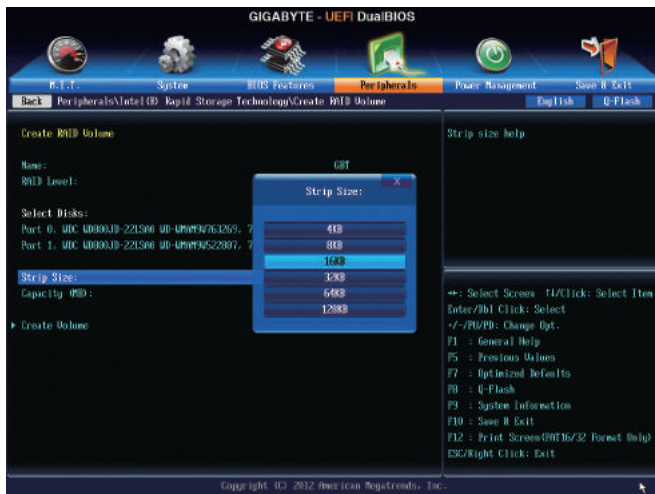 GIGABYTE - UEFI DualBIOS
M.I.T.
System
BIOS Features
Peripherals
Power Management
Save & Exit
Back
Peripherals\Intel(R) Rapid Storage Technology\Create RAID Volume
English
Q-Flash
Create RAID Volume
Strip size help
Name:
GBT
RAID Level:
Strip Size:
X
Select Disks:
Port 0, WDC WD800JD-22LSA0 WD-WMAM9W763269, 7
Port 1, WDC WD800JD-22LSA0 WD-WMAM9V522807, 7
4KB
8KB
16KB
32KB
64KB
128KB
Strip Size:
Capacity (MB):
Create Volume
: Select Screen ↑↓/Click: Select Item
Enter/Dbl Click: Select
+/-/PU/PD: Change Opt.
F1 : General Help
F5 : Previous Values
F7 : Optimized Defaults
F8 : Q-Flash
F9 : System Information
F10 : Save & Exit
F12 : Print Screen(FAT16/32 Format Only)
ESC/Right Click: Exit
Copyright (C) 2012 American Megatrends, Inc.